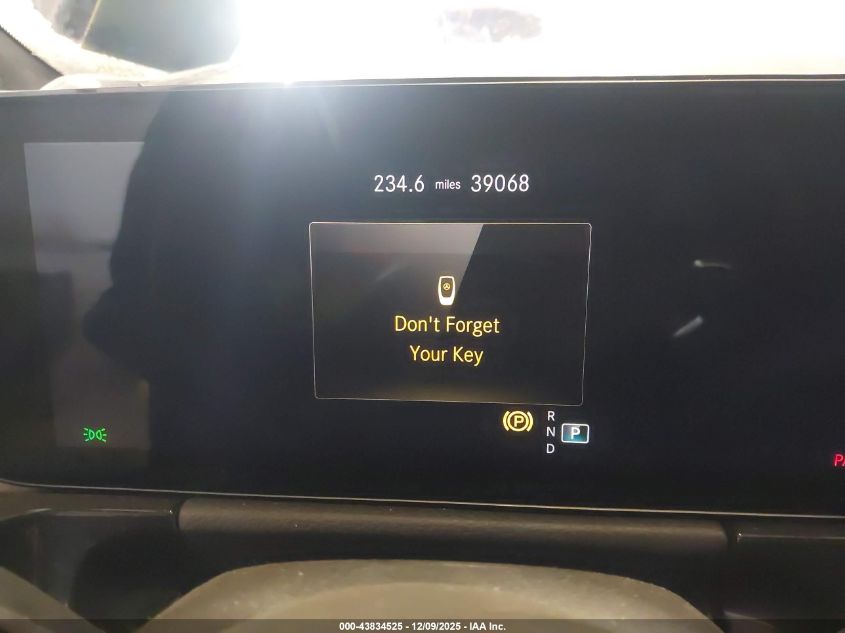 234.6 miles 39068
Don't Forget
Your Key
R
N P
D
000-43834525 - 12/09/2025 - IAA Inc.